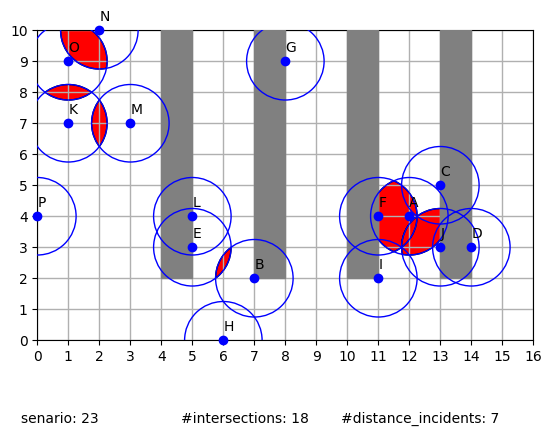 10
9
8
7
6
5
4
3
2
1
0
N
O
G
K
M
C
P
L
F
A
E
J
D
B
I
H
0 1 2 3 4 5 6 7 8 9 10 11 12 13 14 15 16
senario: 23 #intersections: 18 #distance_incidents: 7